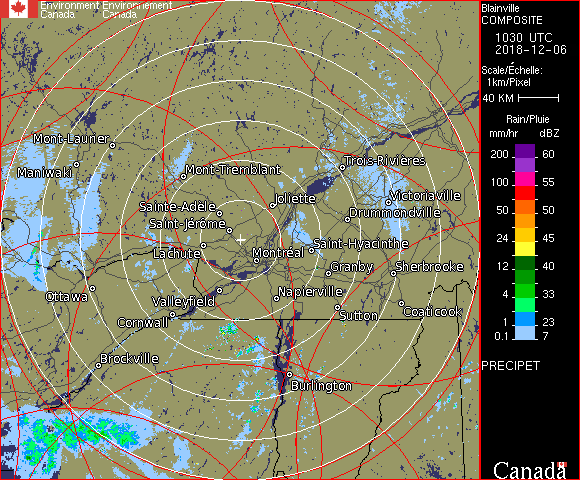 Environment Environnement
Canada Canada
Blainville
COMPOSITE
1030 UTC
2018-12-06
Scale/Échelle:
1km/Pixel
40 KM
Rain/Pluie
mm/hr dBZ
200 60
100 55
50 50
24 45
12 40
4 33
1 23
0.1 7
PRECIPET
Canada
Mont-Laurier
Maniwaki
Mont-Tremblant
Trois-Rivières
Sainte-Adèle
Joliette
Victoriaville
Drummondville
Saint-Jérôme
Lachute
Montréal
Saint-Hyacinthe
Granby
Sherbrooke
Ottawa
Valleyfield
Napierville
Cornwall
Sutton
Coaticook
Brockville
Burlington